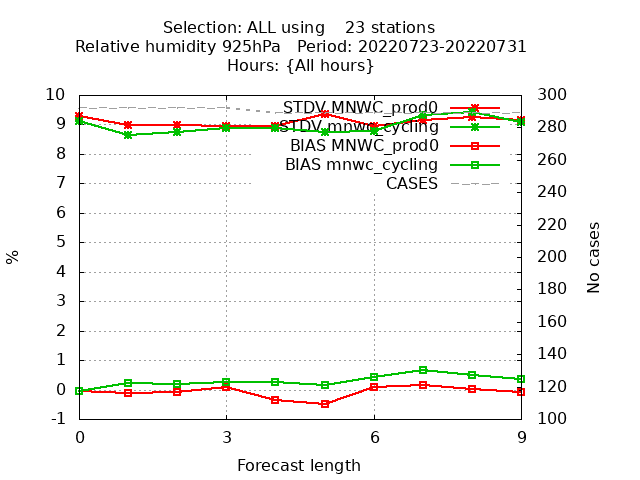 Selection: ALL using    23 stations
Relative humidity 925hPa   Period: 20220723-20220731
Hours: {All hours}
10 300
STDV MNWC_prod0
9 280
STDV mnwc_cycling
BIAS MNWC_prod0
8 260
BIAS mnwc_cycling
7 240
CASES
6 220
5 200
% No cases
4 180
3 160
2 140
1 120
0 100
-1
0 3 6 9
Forecast length